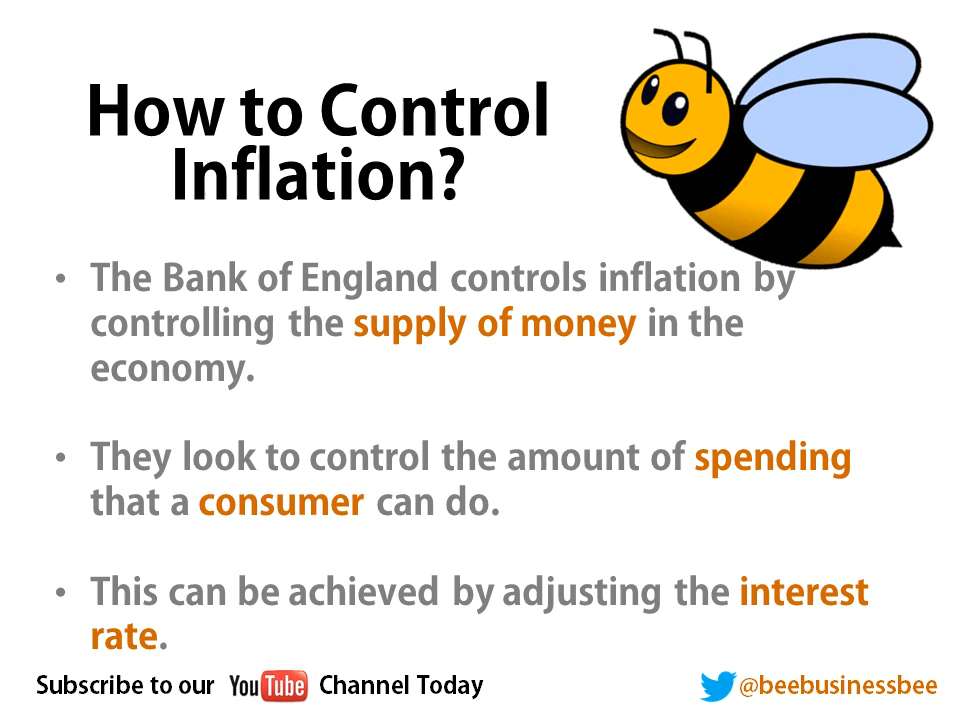 How to Control
Inflation?
• The Bank of England controls inflation by
controlling the supply of money in the
economy.
• They look to control the amount of spending
that a consumer can do.
• This can be achieved by adjusting the interest
rate.
Subscribe to our YouTube Channel Today
@beebusinessbee